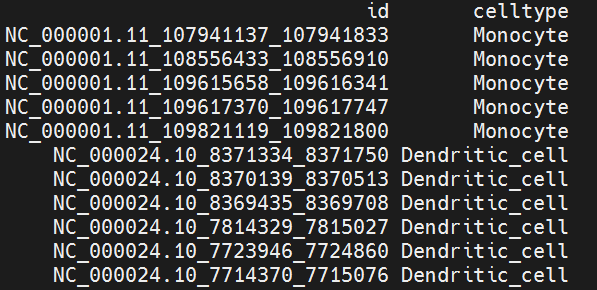 id celltype
NC_000001.11_107941137_107941833 Monocyte
NC_000001.11_108556433_108556910 Monocyte
NC_000001.11_109615658_109616341 Monocyte
NC_000001.11_109617370_109617747 Monocyte
NC_000001.11_109821119_109821800 Monocyte
NC_000024.10_8371334_8371750 Dendritic_cell
NC_000024.10_8370139_8370513 Dendritic_cell
NC_000024.10_8369435_8369708 Dendritic_cell
NC_000024.10_7814329_7815027 Dendritic_cell
NC_000024.10_7723946_7724860 Dendritic_cell
NC_000024.10_7714370_7715076 Dendritic_cell